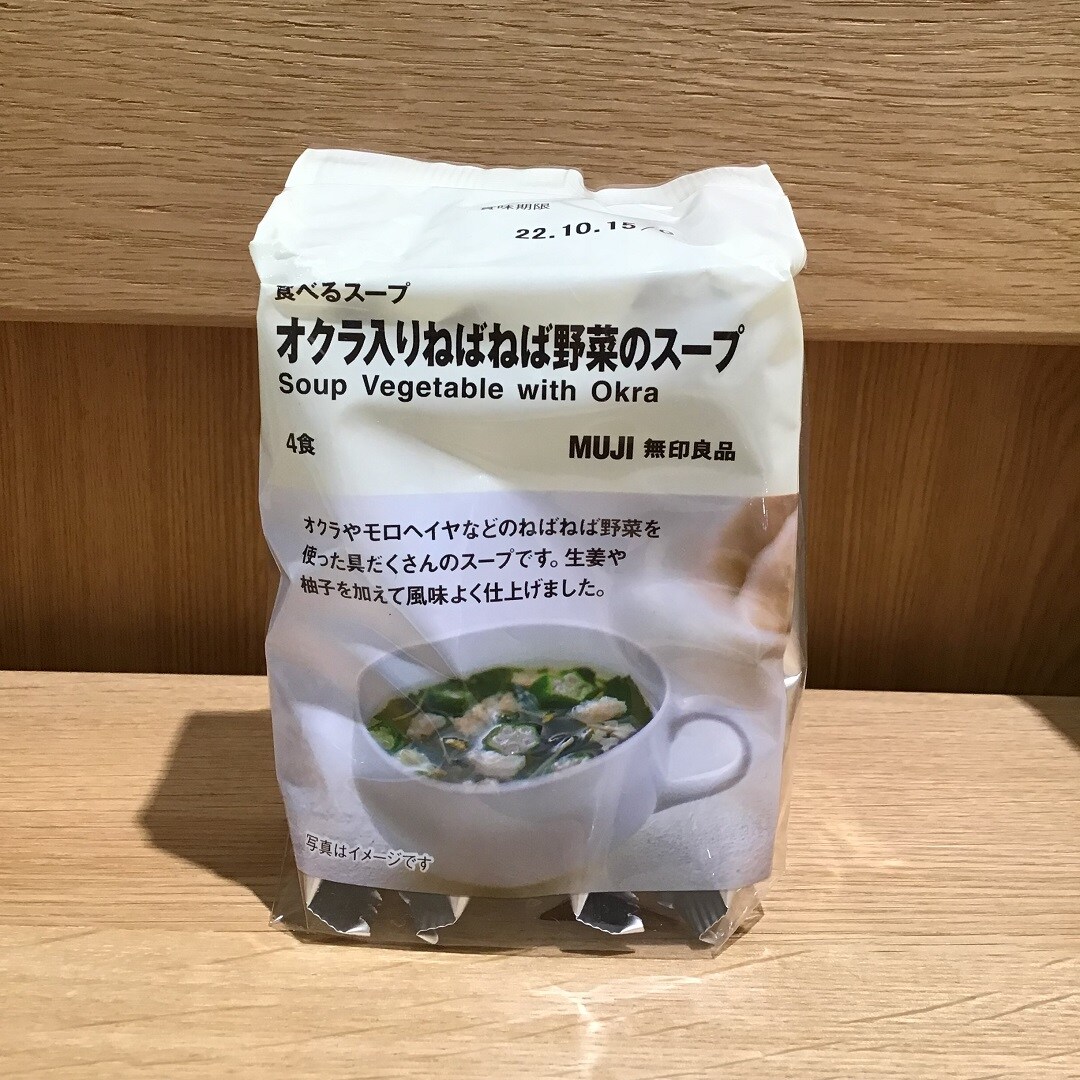 賞味期限
22.10.15
食べるスープ
オクラ入りねばねば野菜のスープ
Soup Vegetable with Okra
4食
MUJI 無印良品
オクラやモロヘイヤなどのねばねば野菜を
使った具だくさんのスープです。生姜や
柚子を加えて風味よく仕上げました。
写真はイメージです